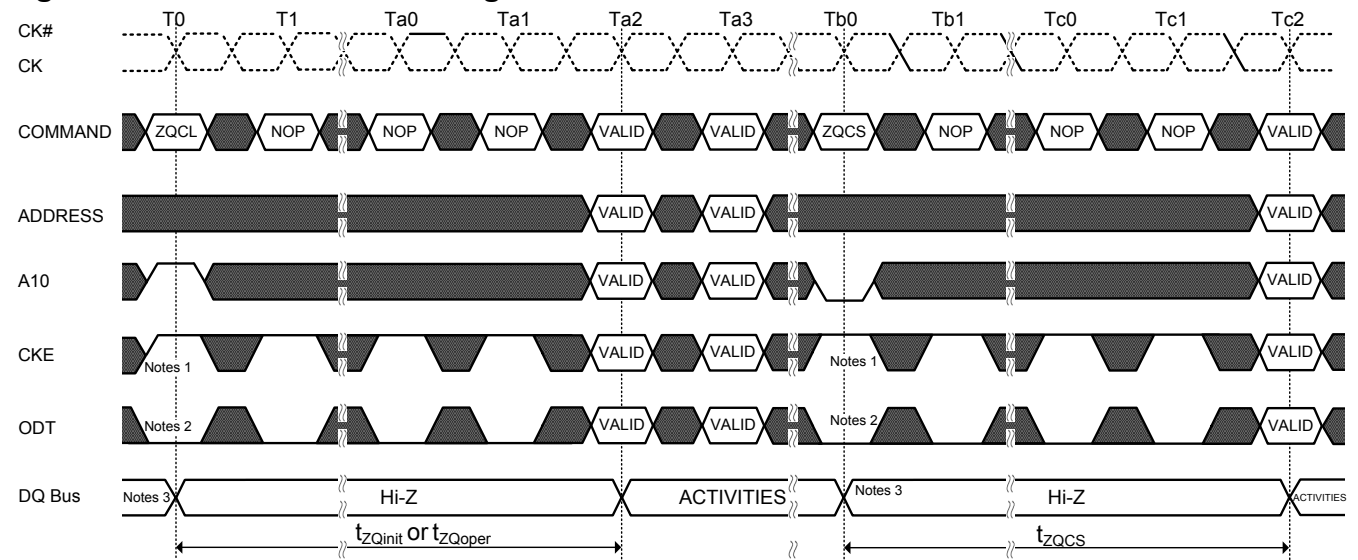 T0 T1 Ta0 Ta1 Ta2 Ta3 Tb0 Tb1 Tc0 Tc1 Tc2
CK#
CK
COMMAND ZQCL NOP NOP NOP VALID VALID ZQCS NOP NOP NOP VALID
ADDRESS VALID VALID VALID
A10 VALID VALID VALID
CKE Notes 1 VALID VALID Notes 1 VALID
ODT Notes 2 VALID VALID Notes 2 VALID
DQ Bus Notes 3 Hi-Z ACTIVITIES Notes 3 Hi-Z ACTIVITIES
tZQinit or tZQoper tZQCS